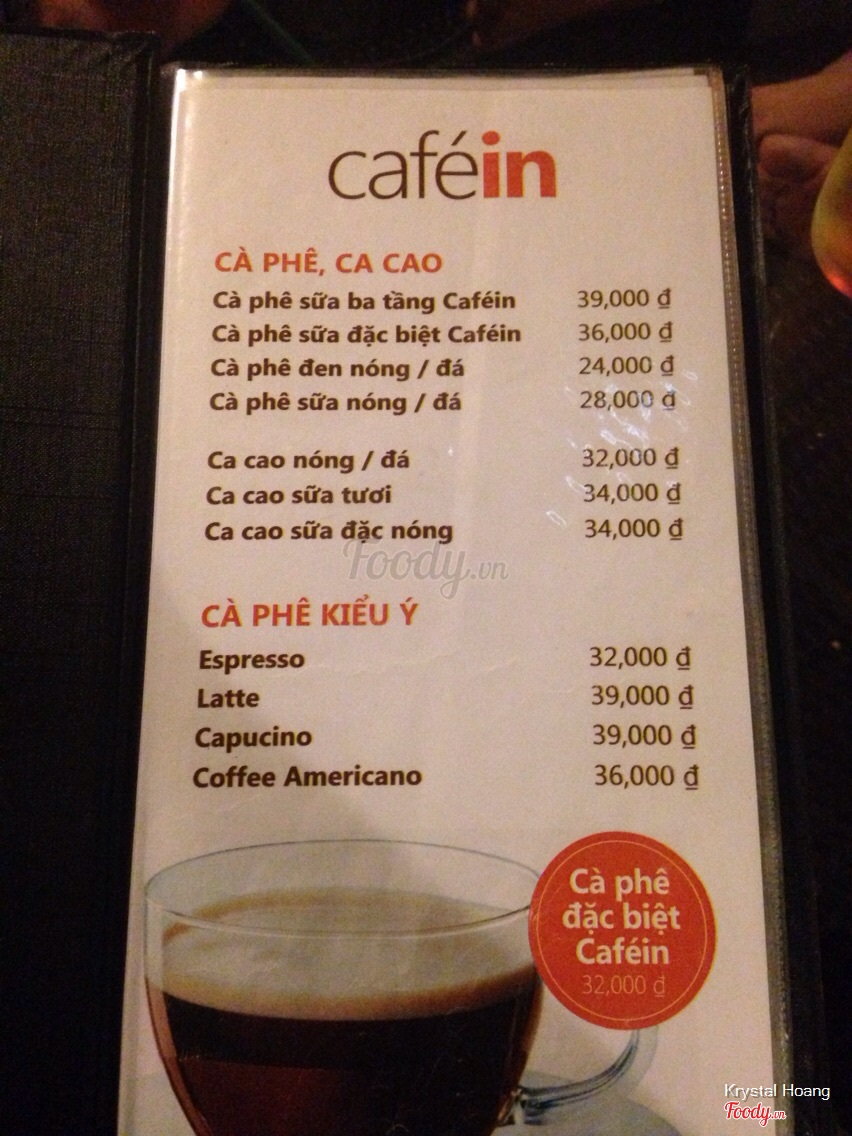 caféin
CÀ PHÊ, CA CAO
Cà phê sữa ba tầng Caféin 39,000 đ
Cà phê sữa đặc biệt Caféin 36,000 đ
Cà phê đen nóng / đá 24,000 đ
Cà phê sữa nóng / đá 28,000 đ
Ca cao nóng / đá 32,000 đ
Ca cao sữa tươi 34,000 đ
Ca cao sữa đặc nóng 34,000 đ
Foody.vn
CÀ PHÊ KIỂU Ý
Espresso 32,000 đ
Latte 39,000 đ
Capucino 39,000 đ
Coffee Americano 36,000 đ
Cà phê
đặc biệt
Caféin
32,000 đ
Krystal Hoang
Foody.vn